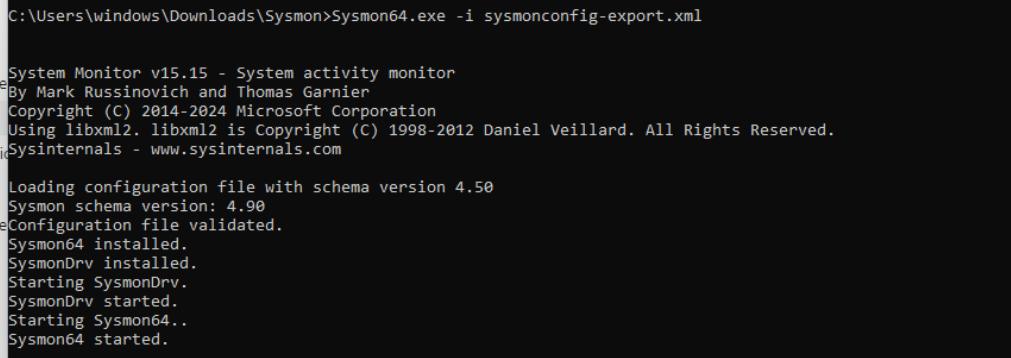 C:\Users\windows\Downloads\Sysmon>Sysmon64.exe -i sysmonconfig-export.xml
System Monitor v15.15 - System activity monitor
By Mark Russinovich and Thomas Garnier
Copyright (C) 2014-2024 Microsoft Corporation
Using libxml2. libxml2 is Copyright (C) 1998-2012 Daniel Veillard. All Rights Reserved.
Sysinternals - www.sysinternals.com
Loading configuration file with schema version 4.50
Sysmon schema version: 4.90
Configuration file validated.
Sysmon64 installed.
SysmonDrv installed.
Starting SysmonDrv.
SysmonDrv started.
Starting Sysmon64..
Sysmon64 started.